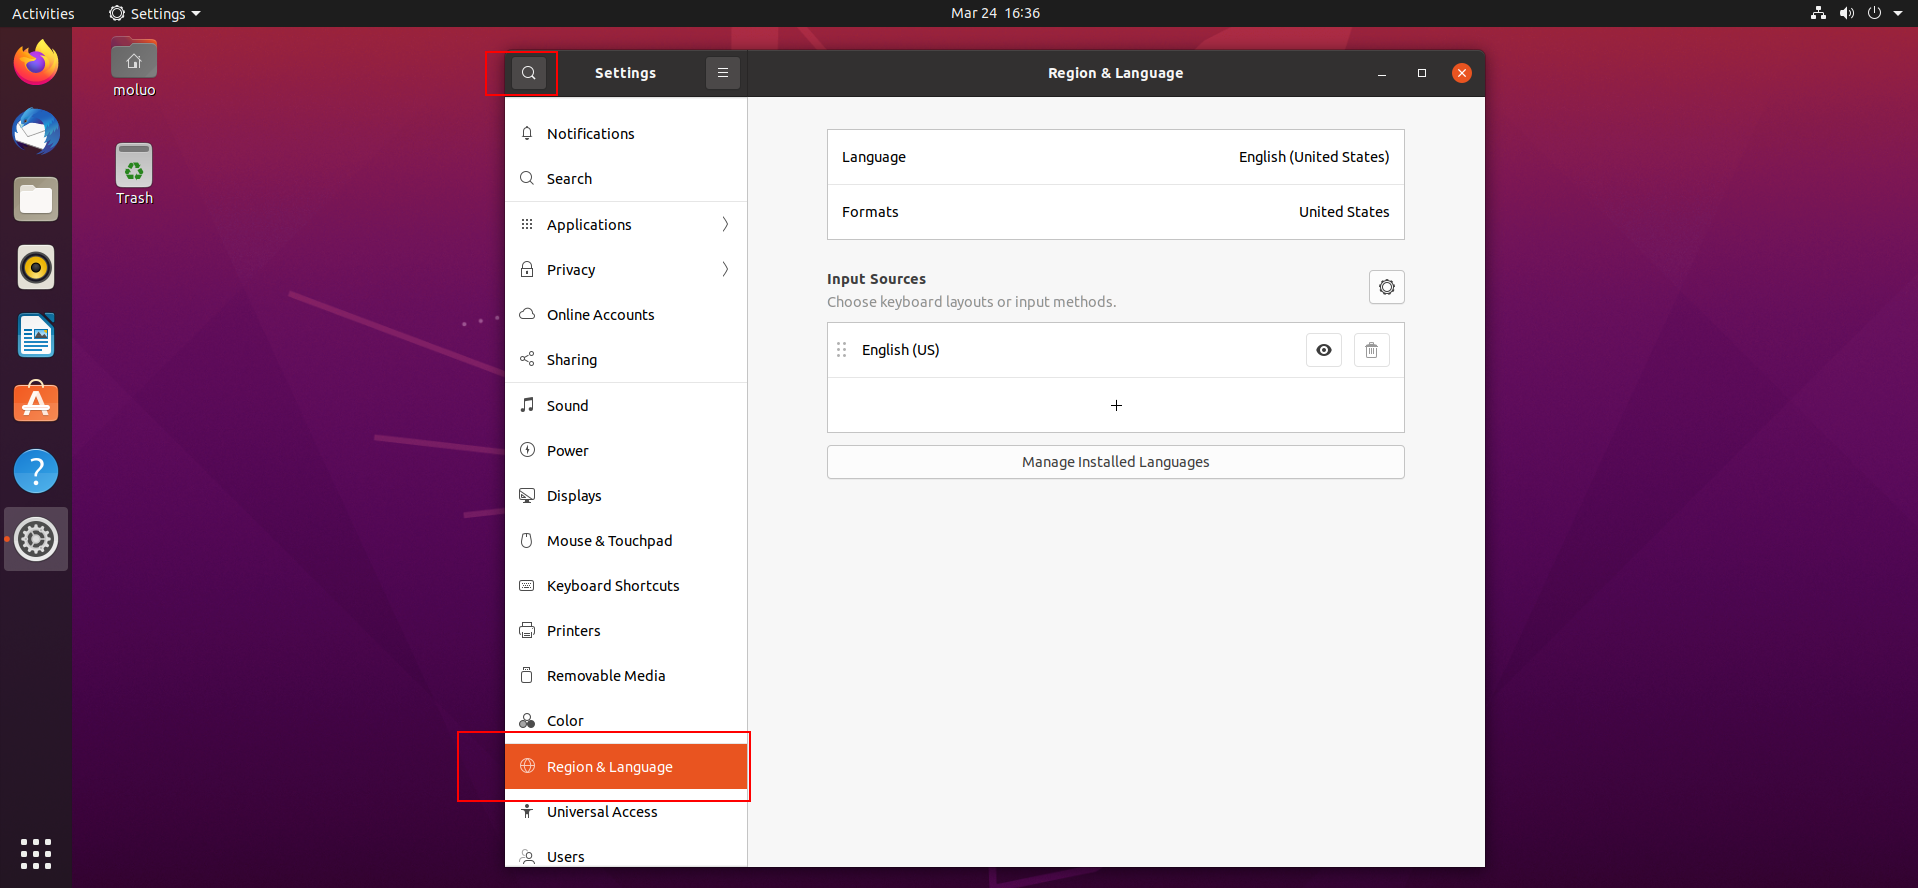 Activities
Settings
Mar 24 16:36
moluo
Trash
Settings
Region & Language
Notifications
Search
Applications
Privacy
Online Accounts
Sharing
Sound
Power
Displays
Mouse & Touchpad
Keyboard Shortcuts
Printers
Removable Media
Color
Region & Language
Universal Access
Users
Language English (United States)
Formats United States
Input Sources
Choose keyboard layouts or input methods.
English (US)
Manage Installed Languages